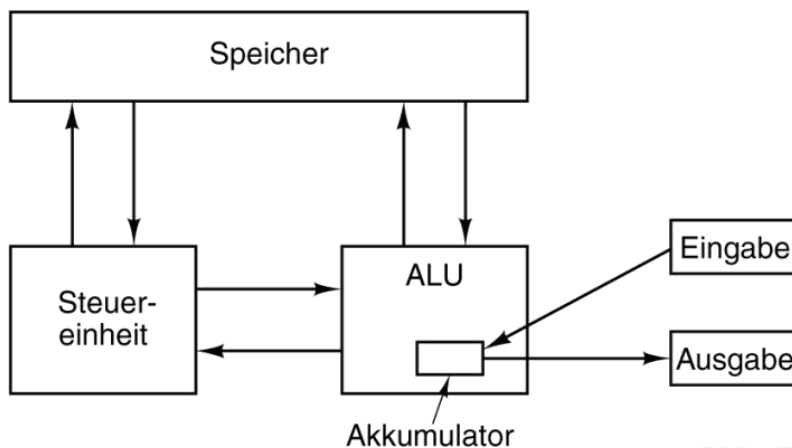 Speicher
Steuer-
einheit
ALU
Eingabe
Ausgabe
Akkumulator